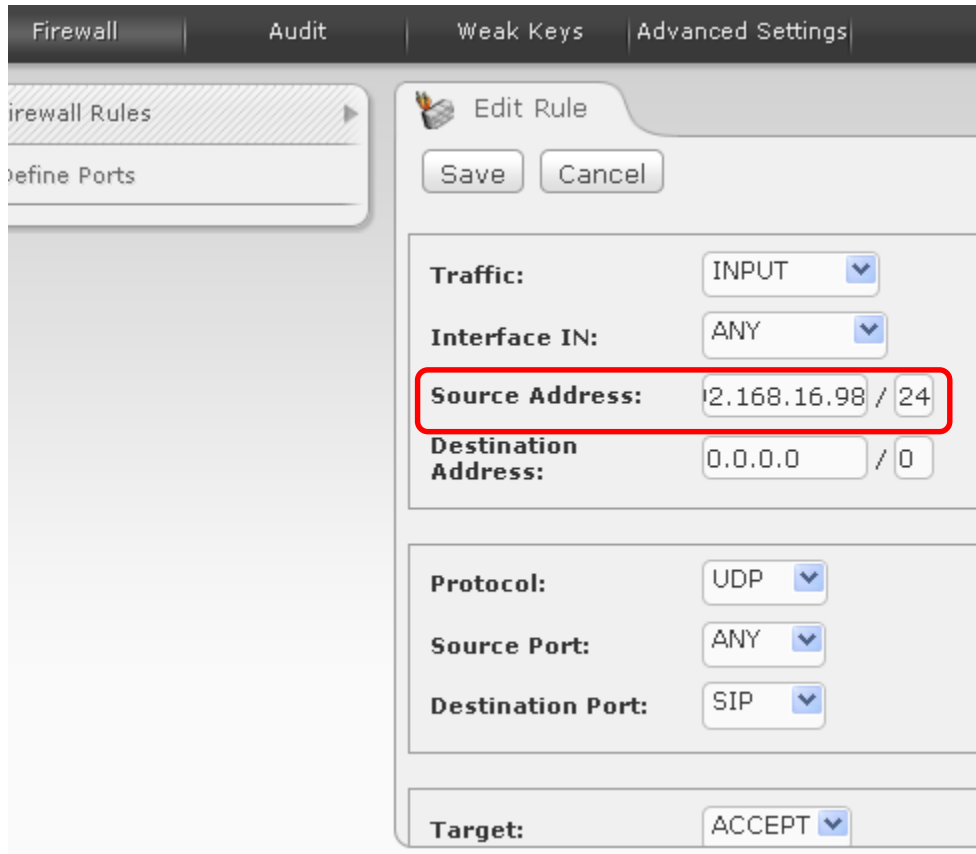 Firewall Audit Weak Keys Advanced Settings
irewall Rules
efine Ports
Edit Rule
Save Cancel
Traffic: INPUT
Interface IN: ANY
Source Address: 2.168.16.98 / 24
Destination
Address: 0.0.0.0 / 0
Protocol: UDP
Source Port: ANY
Destination Port: SIP
Target: ACCEPT